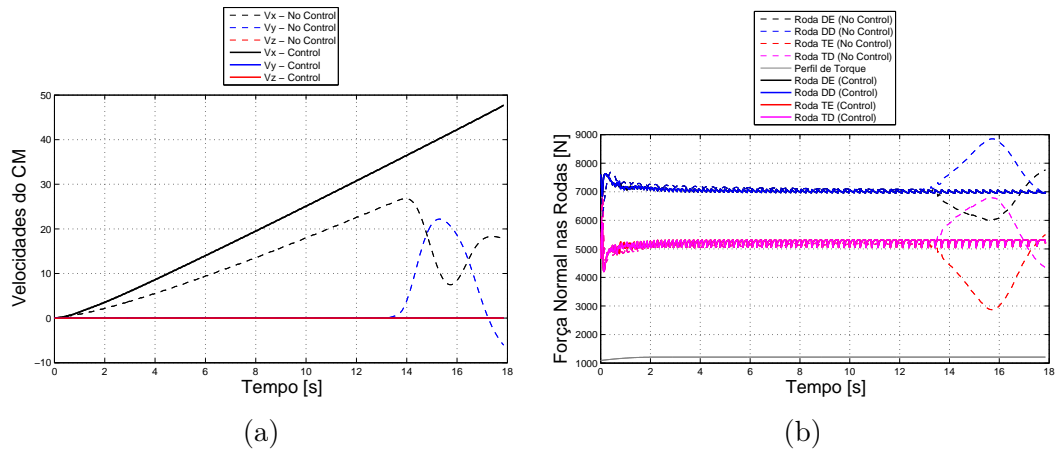 Vx − No Control
Vy − No Control
Vz − No Control
Vx − Control
Vy − Control
Vz − Control
50
40
30
20
10
0
−10
0 2 4 6 8 10 12 14 16 18
Velocidades do CM
Tempo [s]
(a)
Roda DE (No Control)
Roda DD (No Control)
Roda TE (No Control)
Roda TD (No Control)
Perfil de Torque
Roda DE (Control)
Roda DD (Control)
Roda TE (Control)
Roda TD (Control)
9000
8000
7000
6000
5000
4000
3000
2000
1000
0 2 4 6 8 10 12 14 16 18
Força Normal nas Rodas [N]
Tempo [s]
(b)